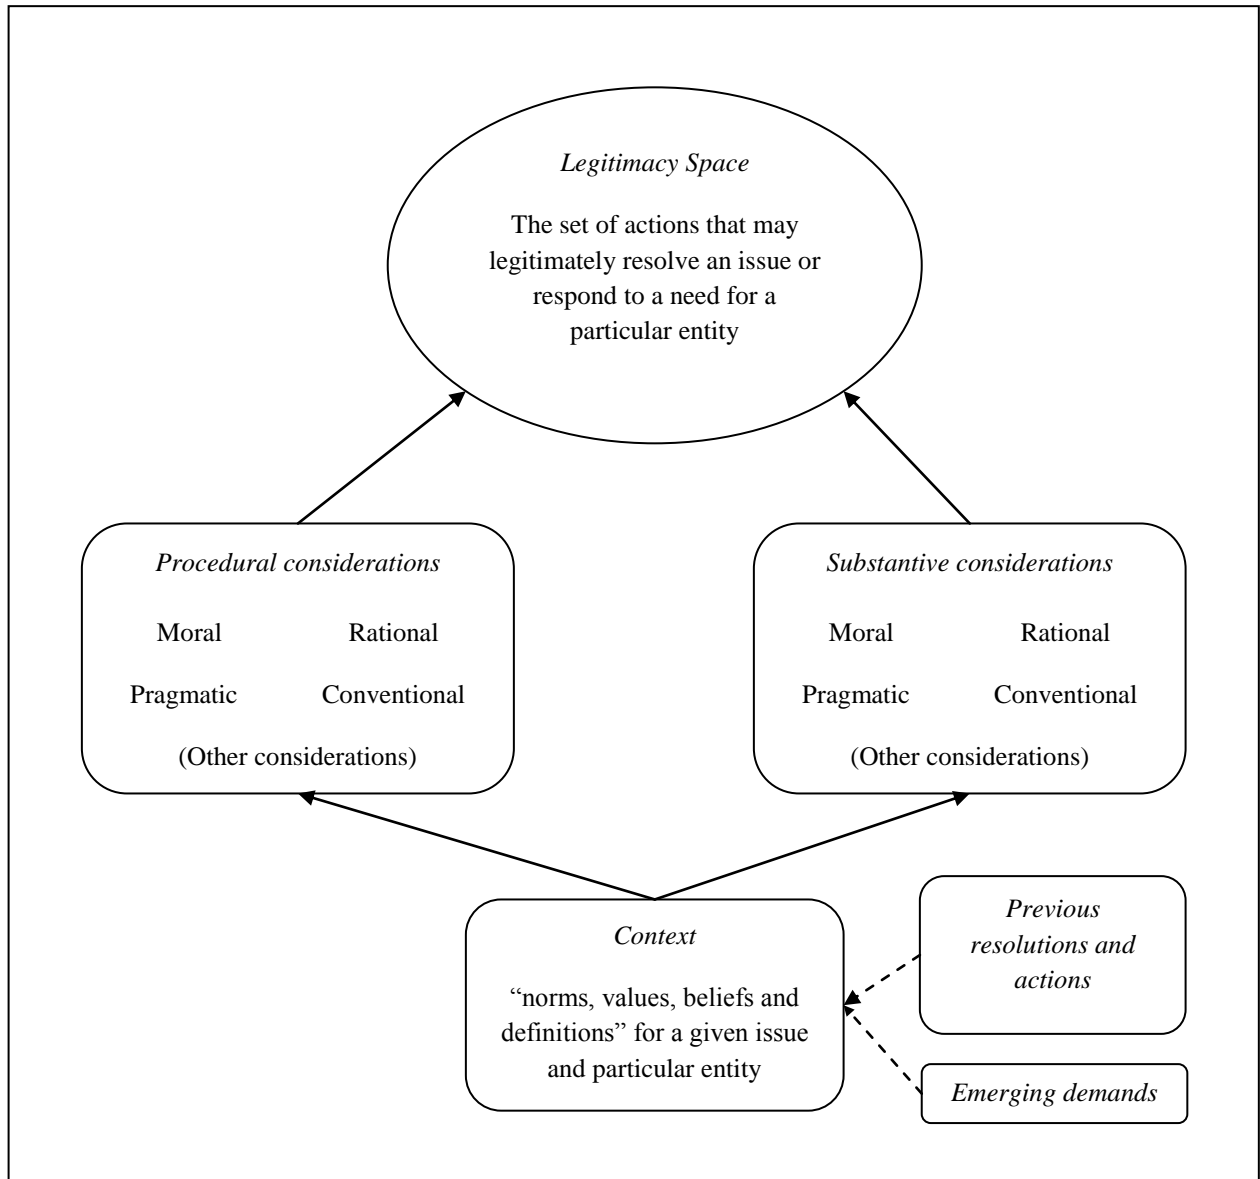 Legitimacy Space
The set of actions that may
legitimately resolve an issue or
respond to a need for a
particular entity
Procedural considerations
Moral Rational
Pragmatic Conventional
(Other considerations)
Substantive considerations
Moral Rational
Pragmatic Conventional
(Other considerations)
Context
“norms, values, beliefs and
definitions” for a given issue
and particular entity
Previous
resolutions and
actions
Emerging demands